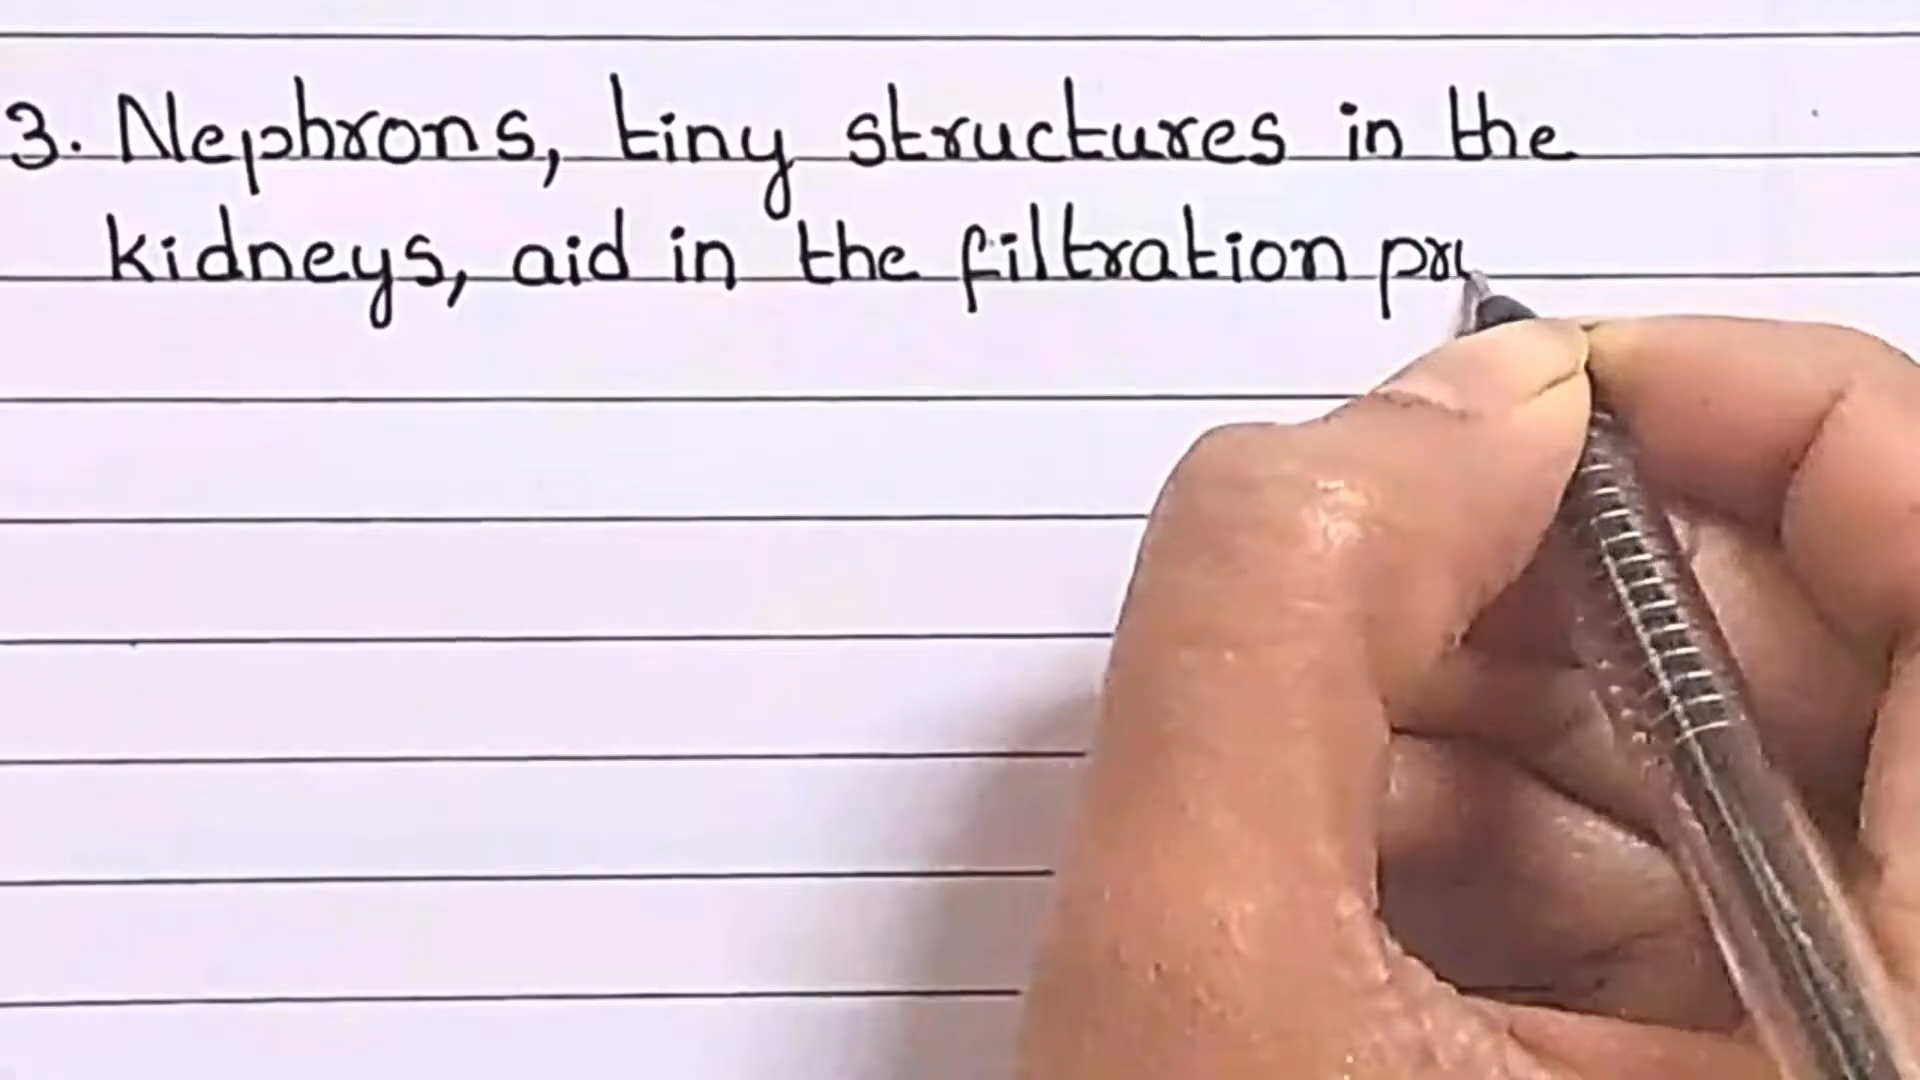 3. Nephrons, tiny structures in the
kidneys, aid in the filtration